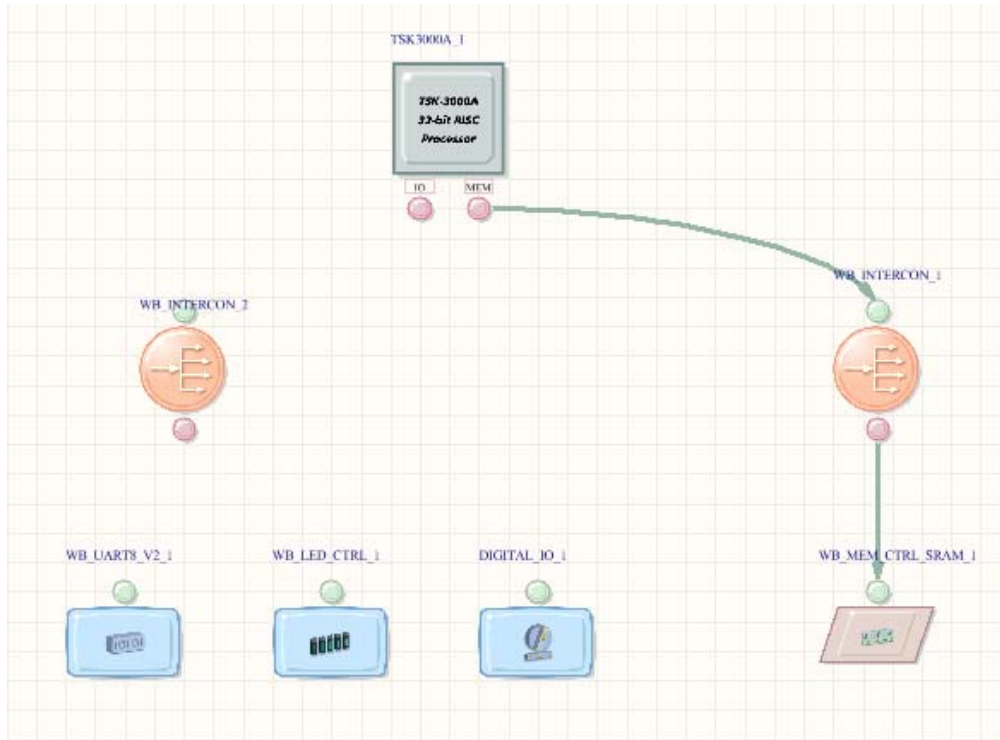 TSK3000A_1
TSK-3000A
32-bit RISC
Processor
IO
MEM
WB_INTERCON_2
WB_INTERCON_1
WB_UART8_V2_1
WB_LED_CTRL_1
DIGITAL_IO_1
WB_MEM_CTRL_SRAM_1